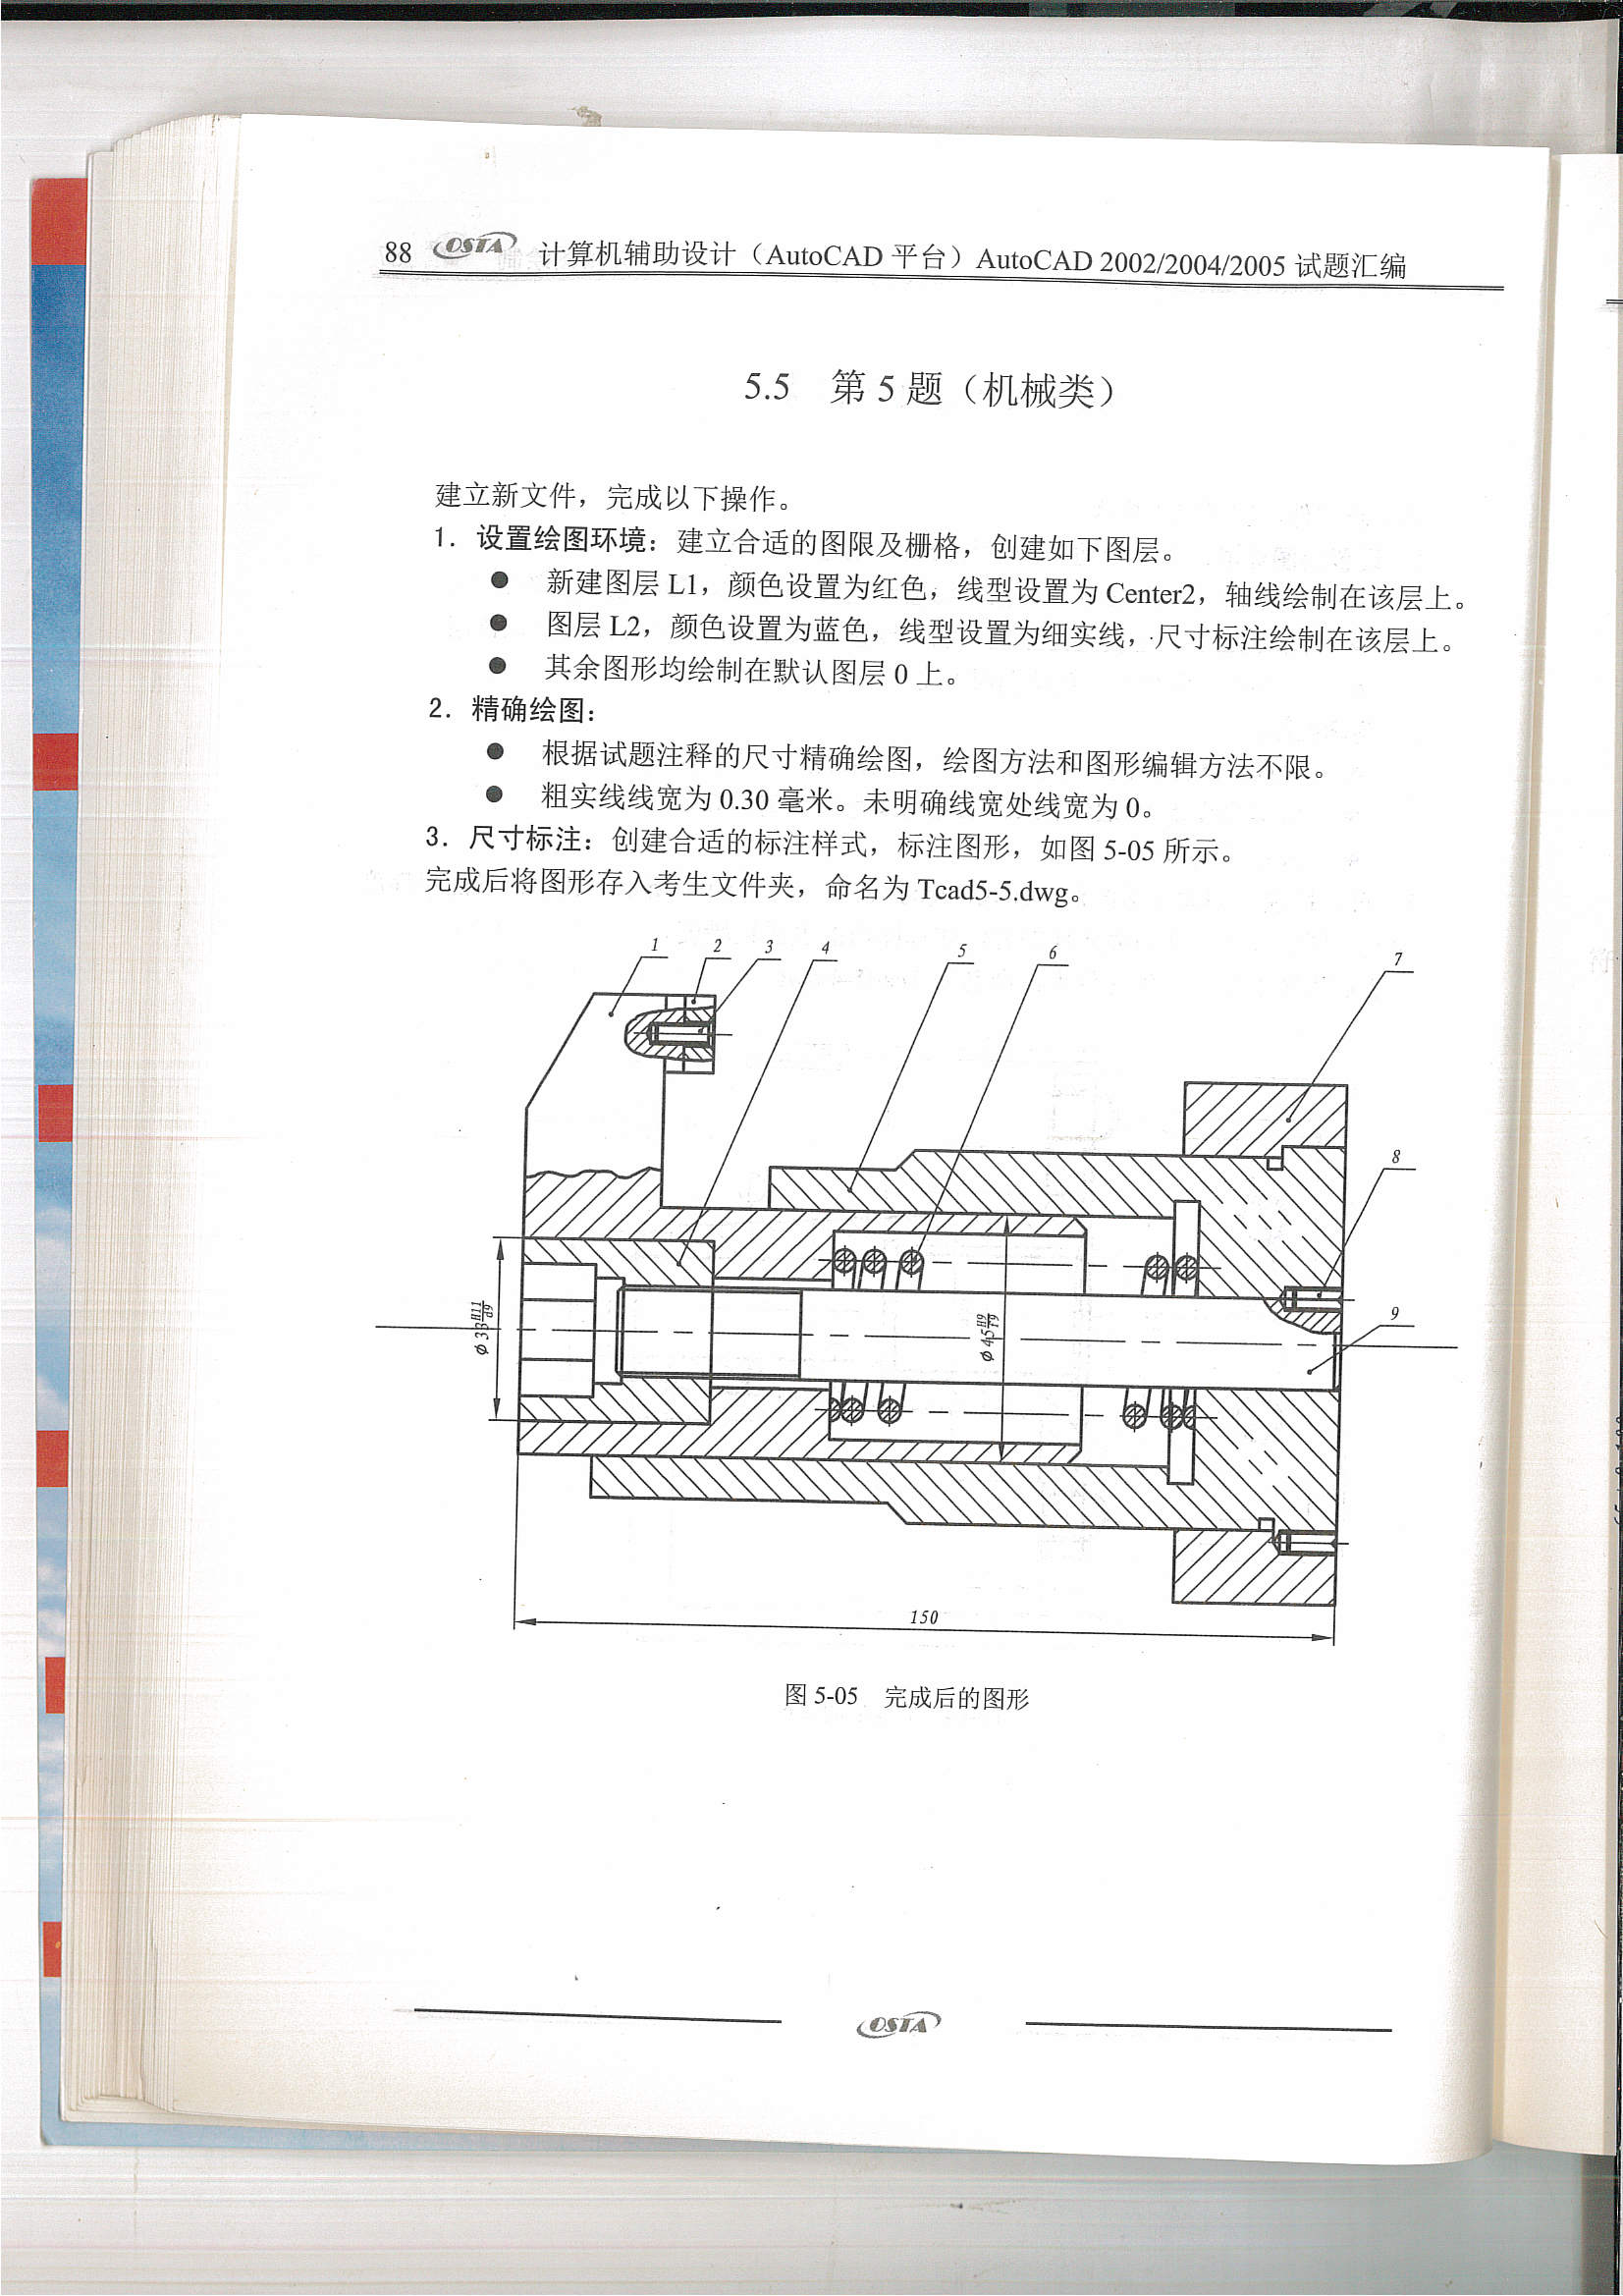 88 OSTA 计算机辅助设计（AutoCAD 平台）AutoCAD 2002/2004/2005 试题汇编
5.5 第 5 题（机械类）
建立新文件，完成以下操作。
1．设置绘图环境：建立合适的图限及栅格，创建如下图层。
● 新建图层 L1，颜色设置为红色，线型设置为 Center2，轴线绘制在该层上。
● 图层 L2，颜色设置为蓝色，线型设置为细实线，尺寸标注绘制在该层上。
● 其余图形均绘制在默认图层 0 上。
2．精确绘图：
● 根据试题注释的尺寸精确绘图，绘图方法和图形编辑方法不限。
● 粗实线线宽为 0.30 毫米。未明确线宽处线宽为 0。
3．尺寸标注：创建合适的标注样式，标注图形，如图 5-05 所示。
完成后将图形存入考生文件夹，命名为 Tcad5-5.dwg。
1 2 3 4 5 6 7
8
9
φ33 H11/d9
φ45 H9/f9
150
图 5-05 完成后的图形
OSTA